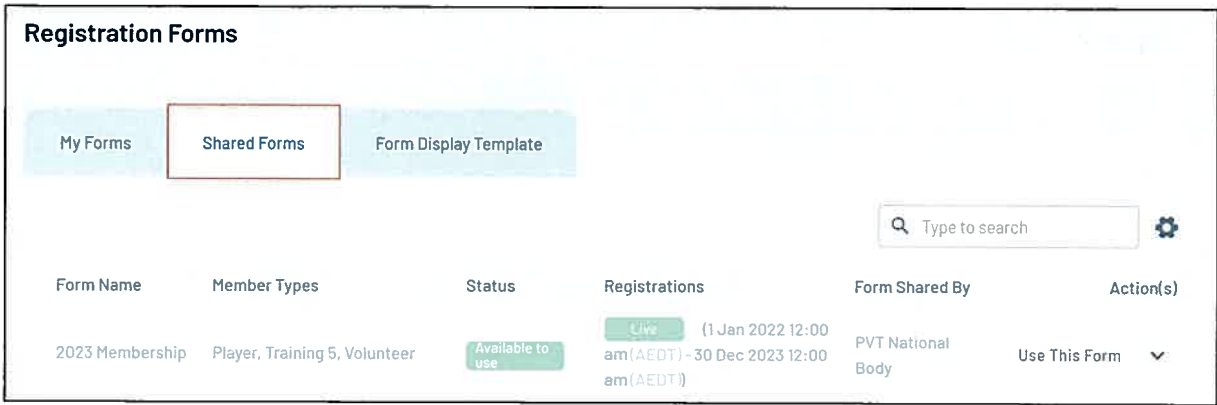 Registration Forms
My Forms Shared Forms Form Display Template
Type to search
Form Name Member Types Status Registrations Form Shared By Action(s)
Live (1 Jan 2022 12:00
2023 Membership Player, Training 5, Volunteer Available to use am(AEDT)-30 Dec 2023 12:00 PVT National Body Use This Form
am(AEDT))